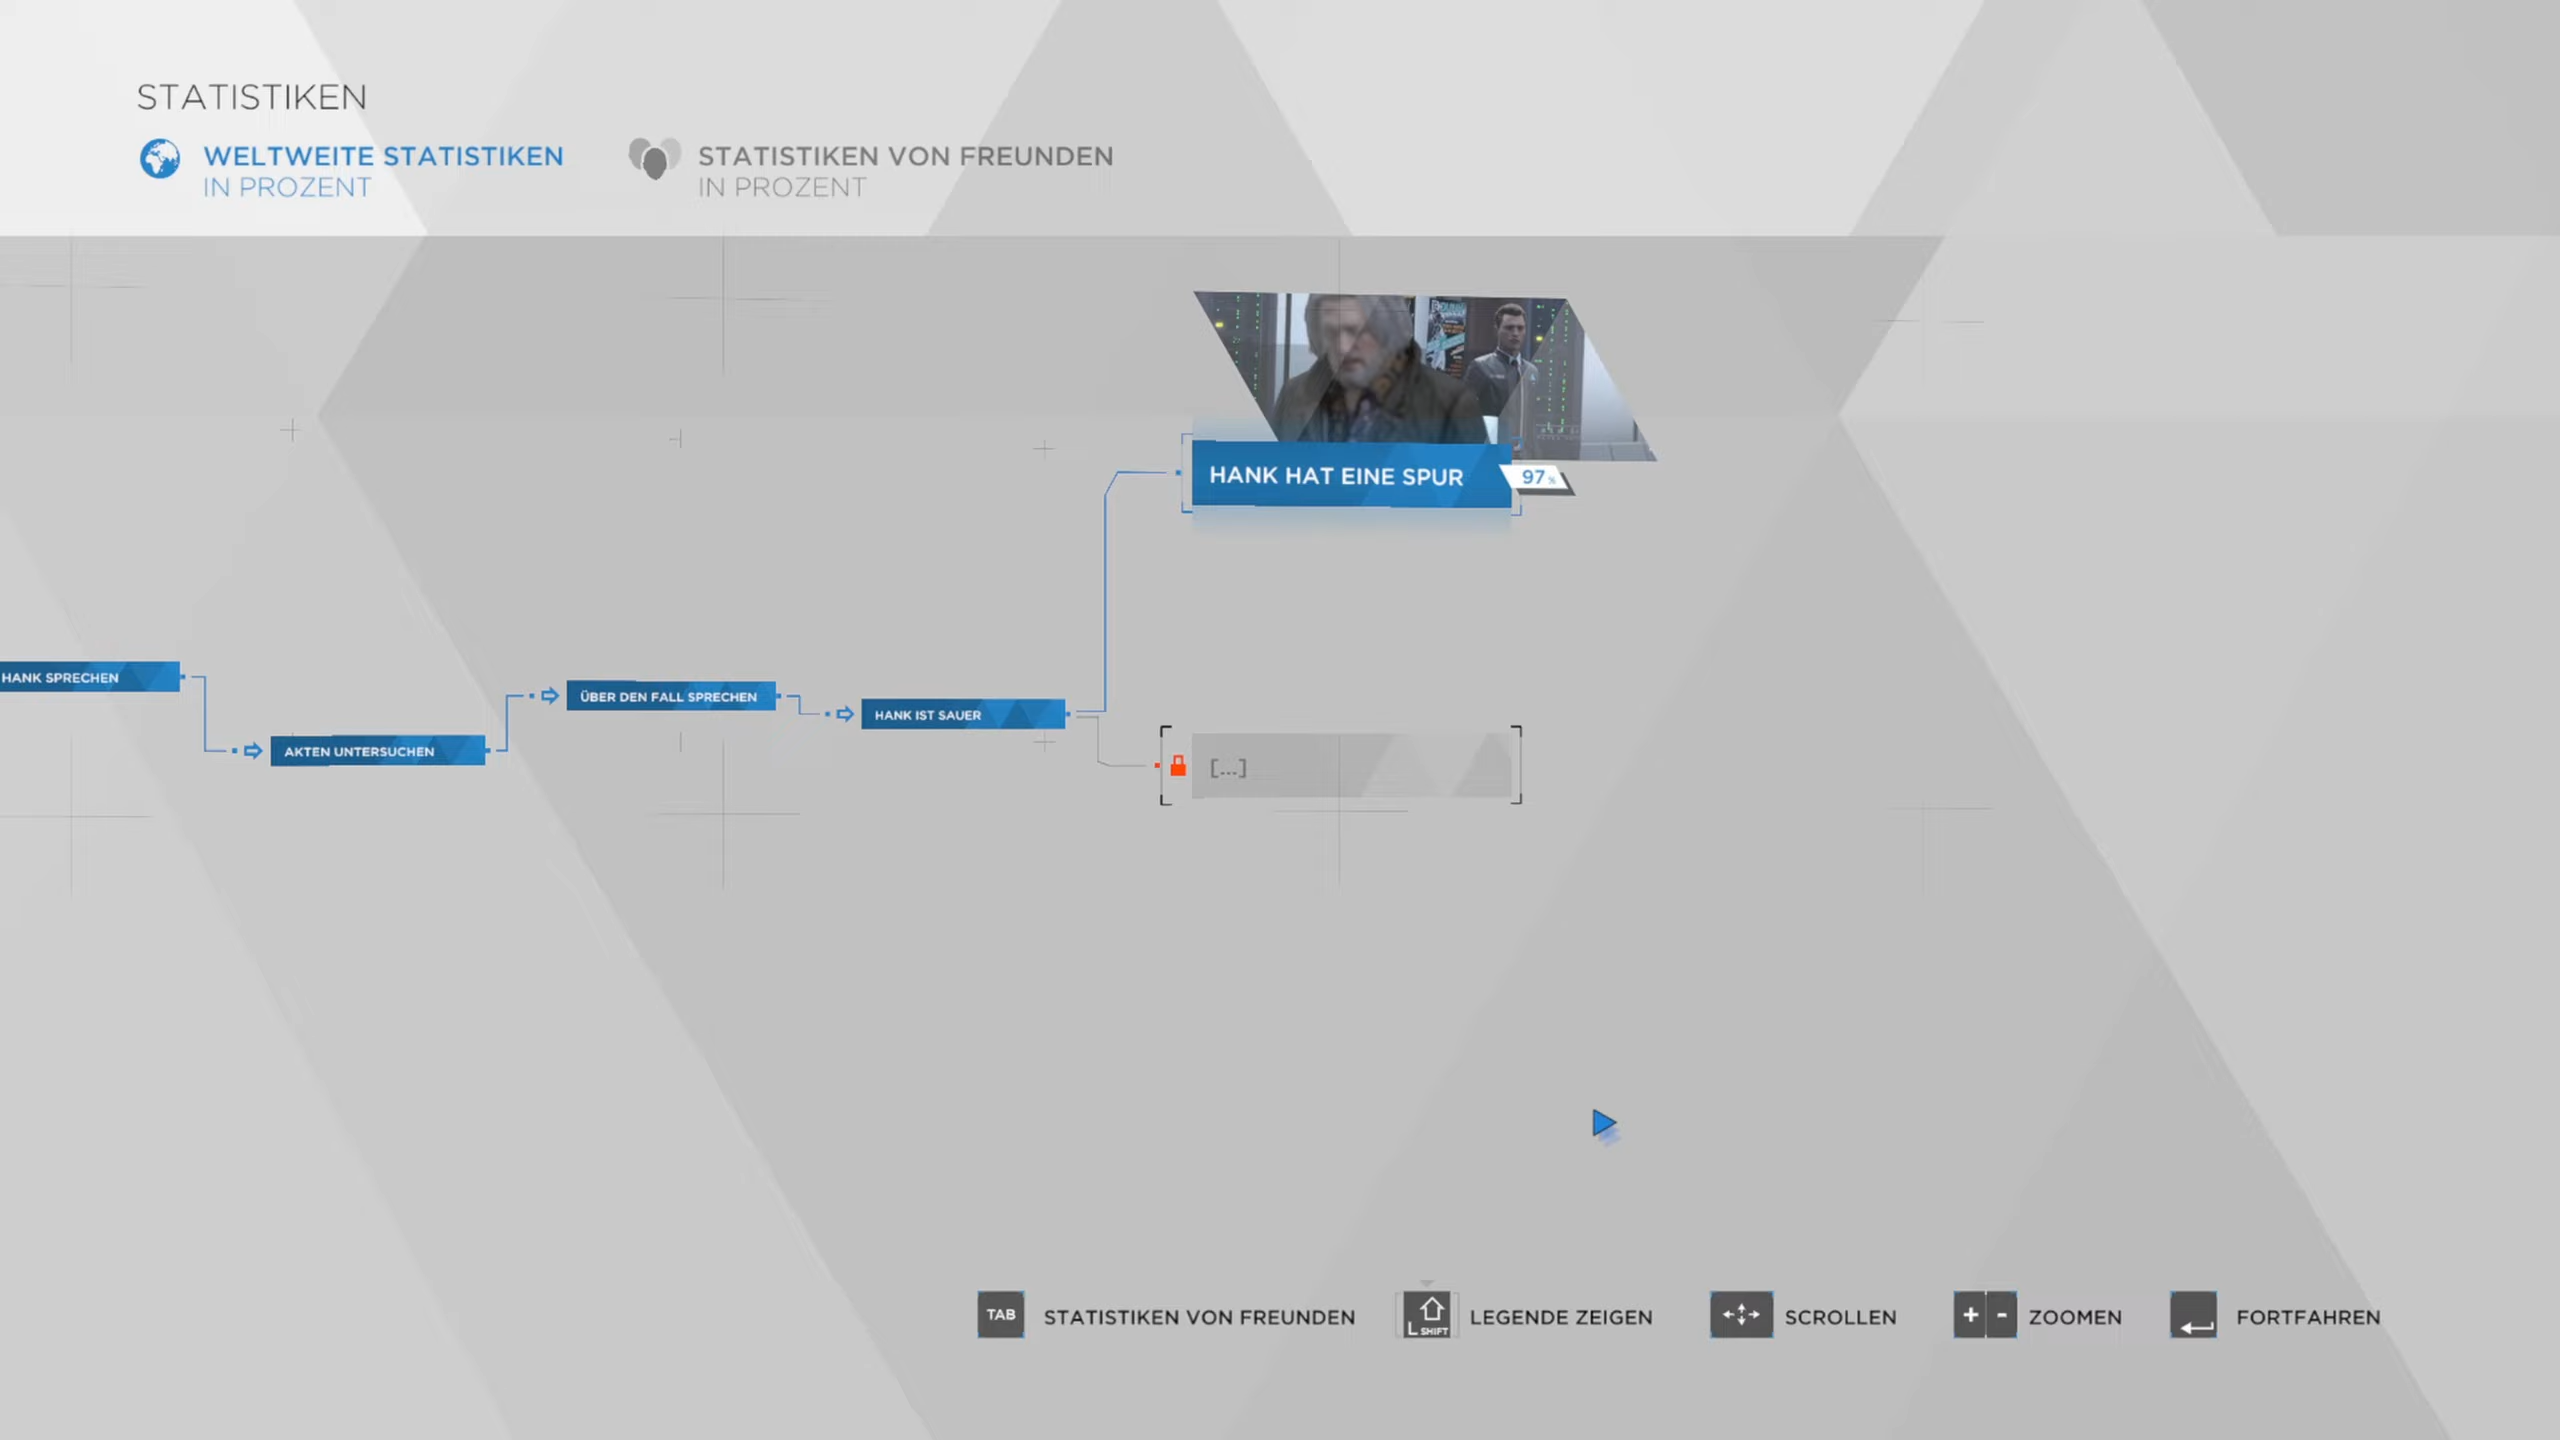 STATISTIKEN
WELTWEITE STATISTIKEN
IN PROZENT
STATISTIKEN VON FREUNDEN
IN PROZENT
HANK HAT EINE SPUR
97%
HANK SPRECHEN
AKTEN UNTERSUCHEN
ÜBER DEN FALL SPRECHEN
HANK IST SAUER
[...]
TAB
STATISTIKEN VON FREUNDEN
L SHIFT
LEGENDE ZEIGEN
SCROLLEN
+ -
ZOOMEN
FORTFAHREN